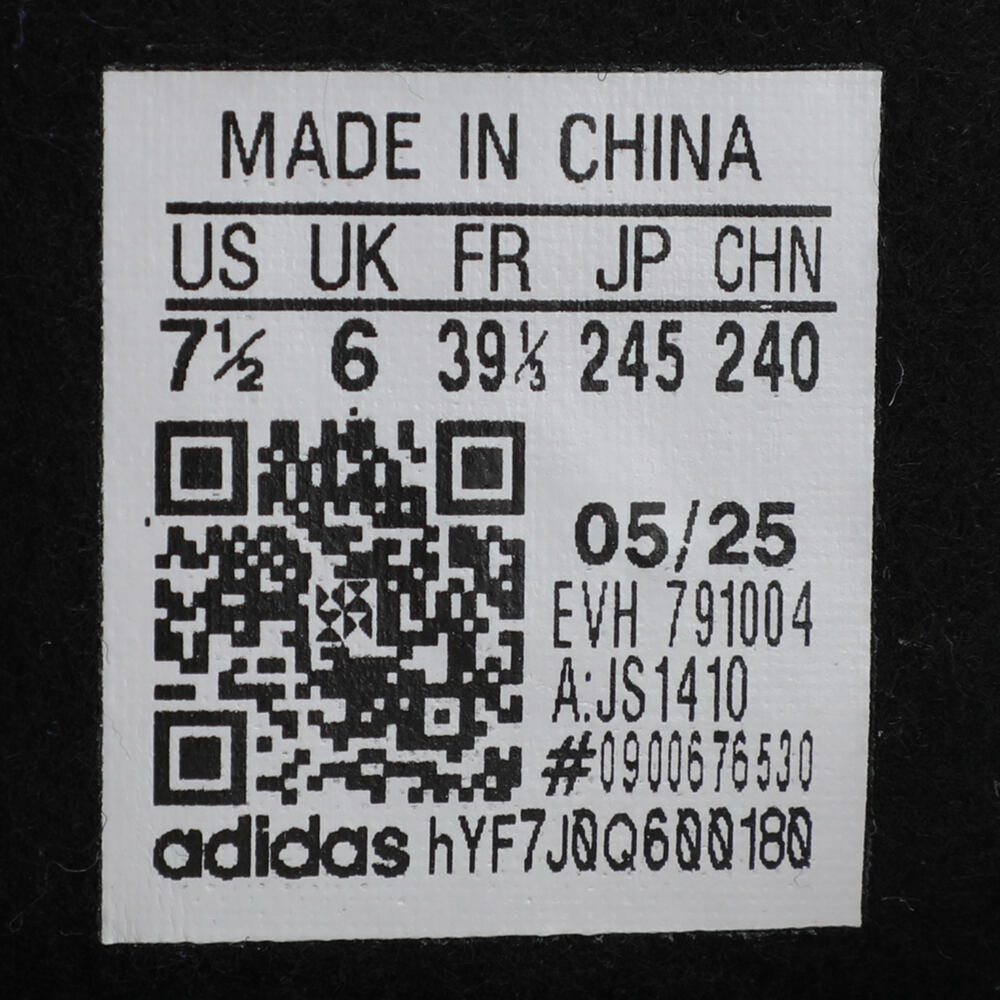 MADE IN CHINA
US UK FR JP CHN
7½ 6 39⅓ 245 240
05/25
EVH 791004
A:JS1410
#0900676530
adidas hYF7J0Q600180